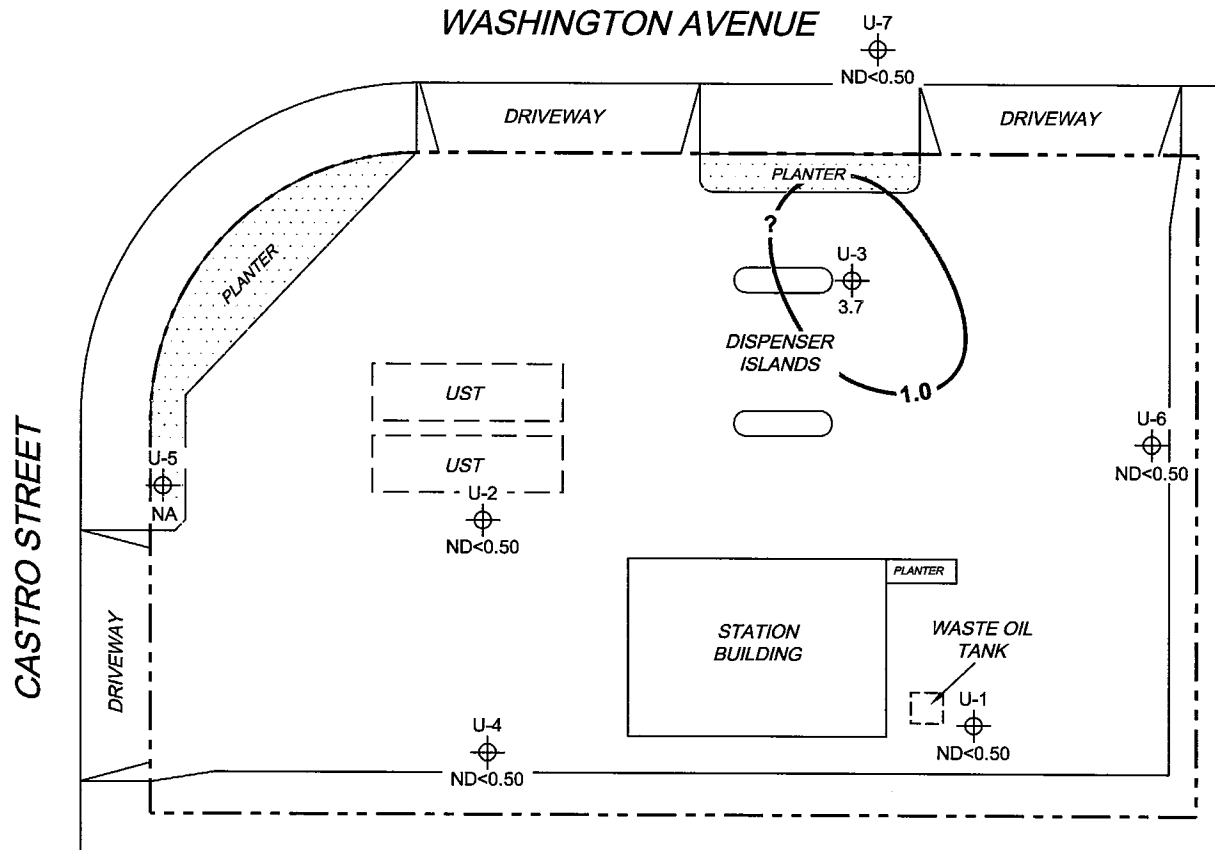 WASHINGTON AVENUE
U-7
ND<0.50
DRIVEWAY
DRIVEWAY
PLANTER
?
U-3
3.7
PLANTER
DISPENSER
ISLANDS
1.0
UST
UST
U-6
ND<0.50
U-5
NA
U-2
ND<0.50
CASTRO STREET
DRIVEWAY
PLANTER
STATION
BUILDING
WASTE OIL
TANK
U-1
ND<0.50
U-4
ND<0.50